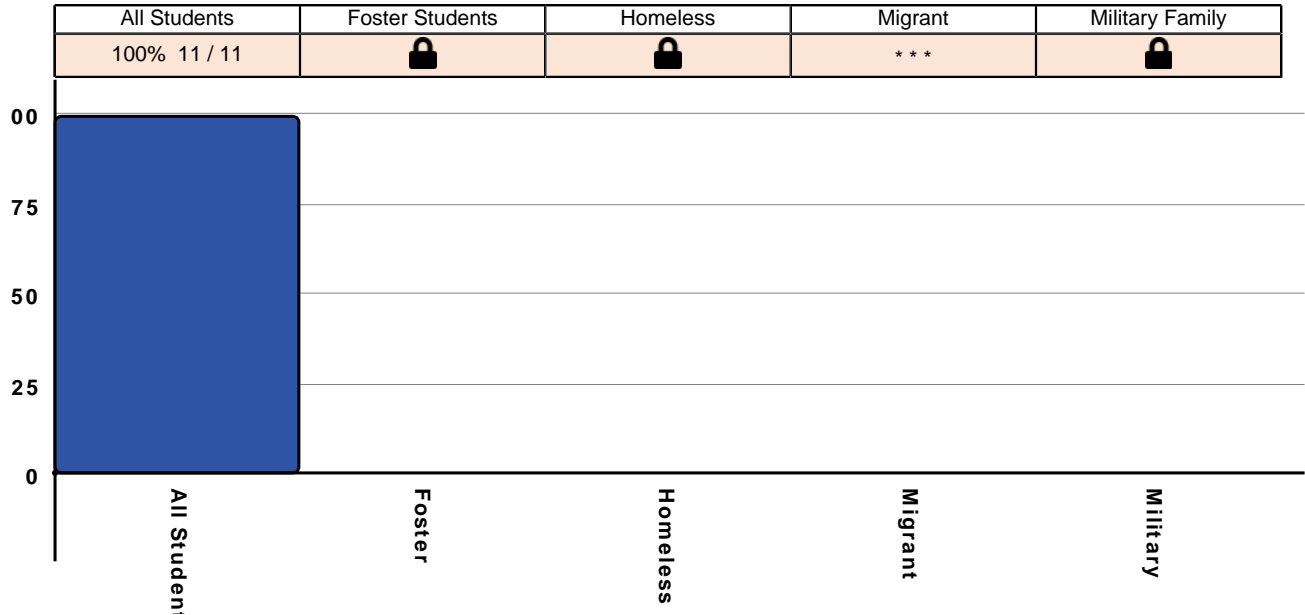 All Students Foster Students Homeless Migrant Military Family
100% 11 / 11 * * *
00
75
50
25
0
All Student
Foster
Homeless
Migrant
Military